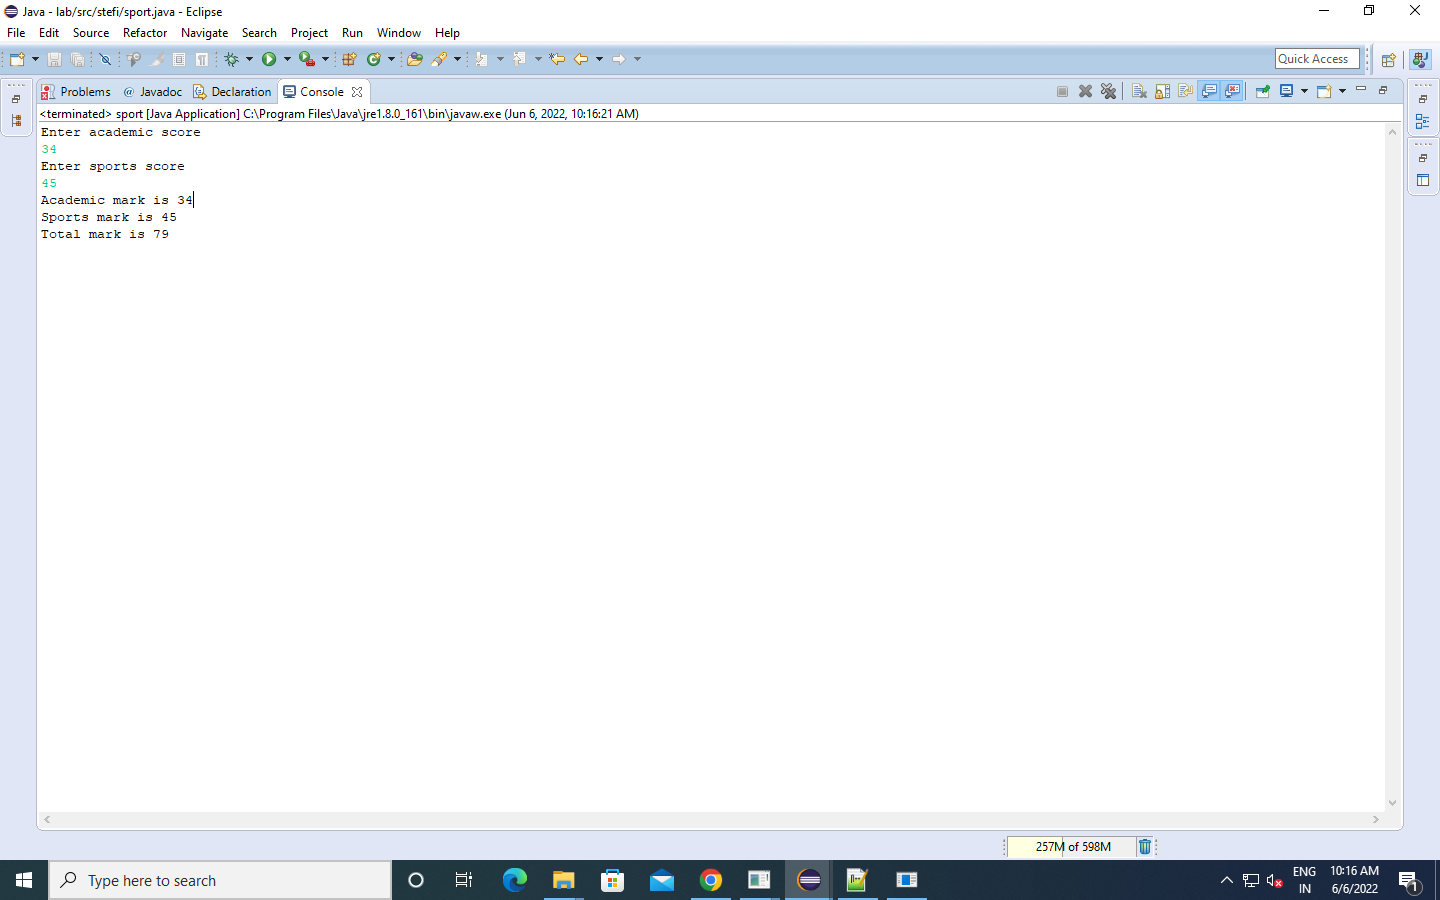 Java - lab/src/stefi/sport.java - Eclipse
File Edit Source Refactor Navigate Search Project Run Window Help
Quick Access
Problems @ Javadoc Declaration Console
<terminated> sport [Java Application] C:\Program Files\Java\jre1.8.0_161\bin\javaw.exe (Jun 6, 2022, 10:16:21 AM)
Enter academic score
34
Enter sports score
45
Academic mark is 34
Sports mark is 45
Total mark is 79
257M of 598M
Type here to search
ENG
IN
10:16 AM
6/6/2022
1